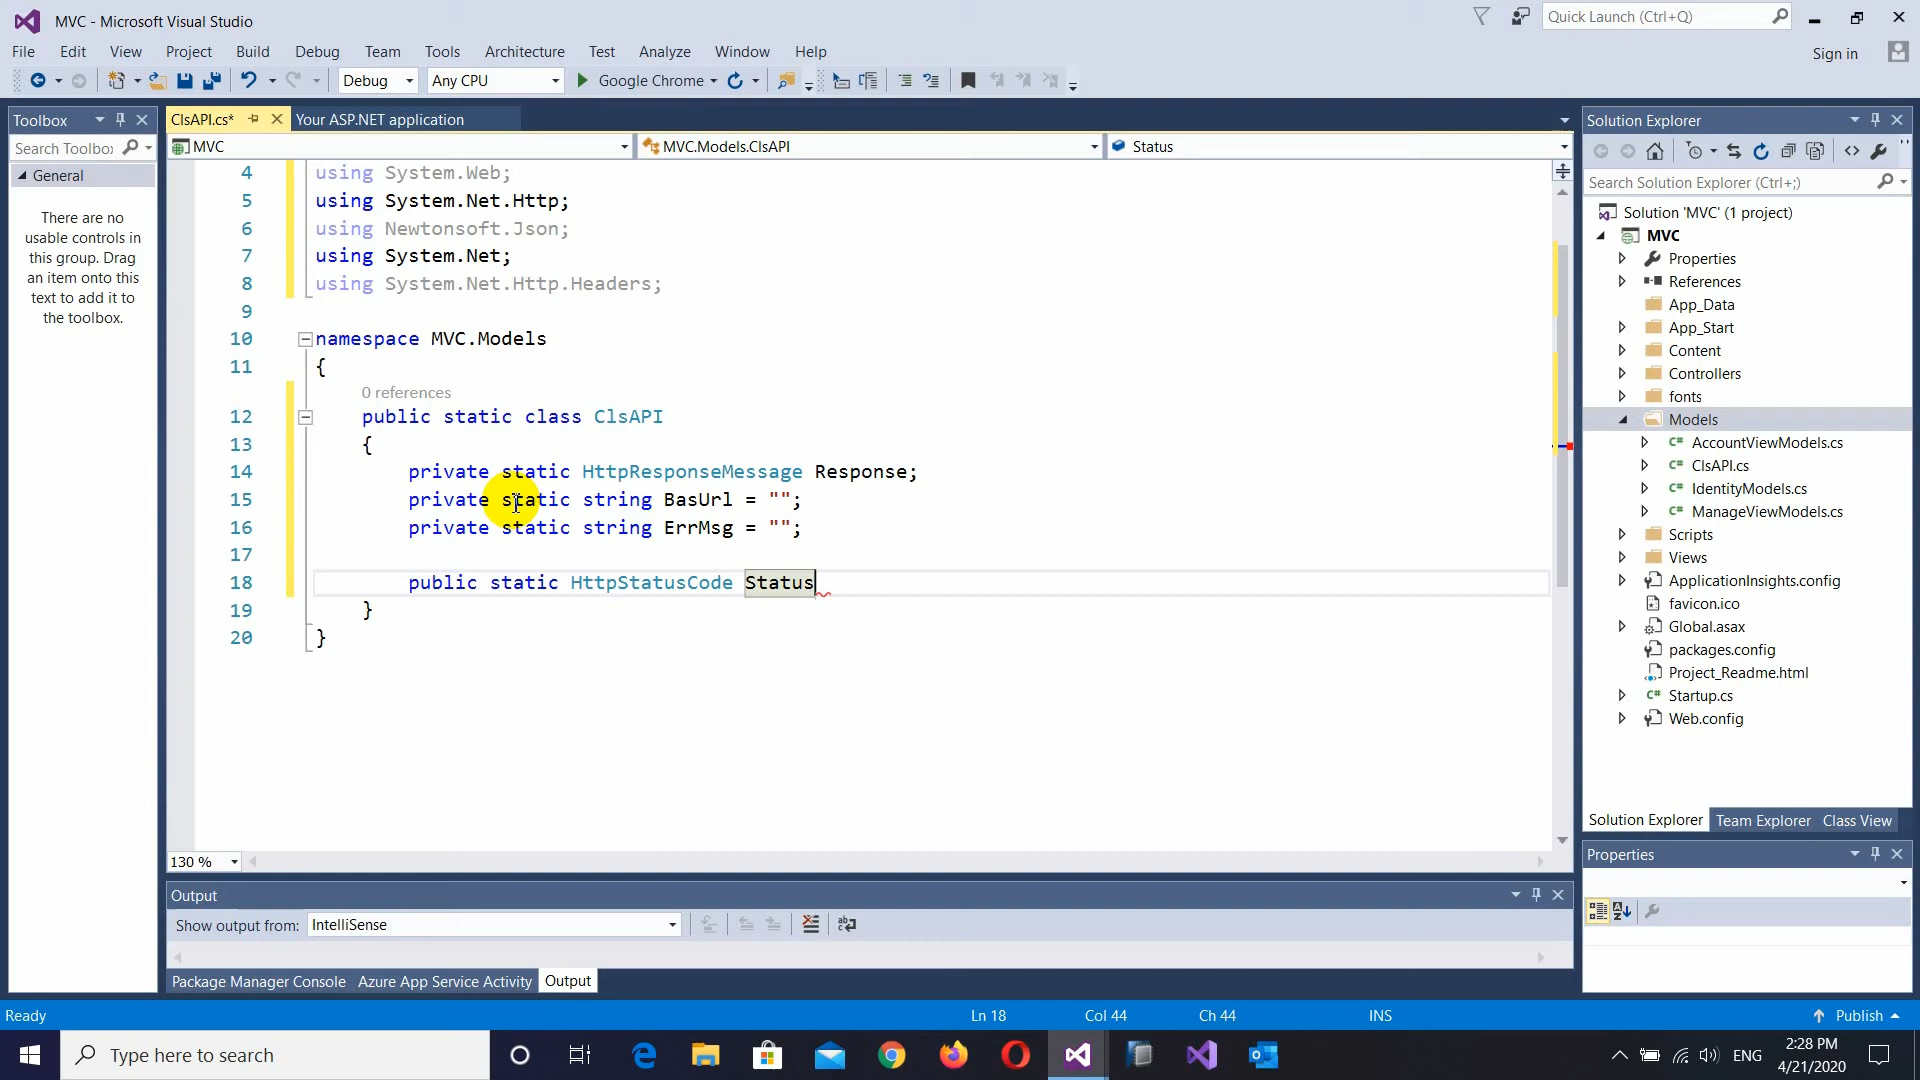 MVC - Microsoft Visual Studio
Quick Launch (Ctrl+Q)
File Edit View Project Build Debug Team Tools Architecture Test Analyze Window Help
Sign in
Debug Any CPU Google Chrome
Toolbox
Search Toolbo
General
There are no
usable controls in
this group. Drag
an item onto this
text to add it to
the toolbox.
ClsAPI.cs* Your ASP.NET application
MVC MVC.Models.ClsAPI Status
4 using System.Web;
5 using System.Net.Http;
6 using Newtonsoft.Json;
7 using System.Net;
8 using System.Net.Http.Headers;
9
10 namespace MVC.Models
11 {
0 references
12 public static class ClsAPI
13 {
14 private static HttpResponseMessage Response;
15 private static string BasUrl = "";
16 private static string ErrMsg = "";
17
18 public static HttpStatusCode Status
19 }
20 }
130 %
Output
Show output from: IntelliSense
Package Manager Console Azure App Service Activity Output
Solution Explorer
Search Solution Explorer (Ctrl+;)
Solution 'MVC' (1 project)
MVC
Properties
References
App_Data
App_Start
Content
Controllers
fonts
Models
AccountViewModels.cs
ClsAPI.cs
IdentityModels.cs
ManageViewModels.cs
Scripts
Views
ApplicationInsights.config
favicon.ico
Global.asax
packages.config
Project_Readme.html
Startup.cs
Web.config
Solution Explorer Team Explorer Class View
Properties
Ready Ln 18 Col 44 Ch 44 INS Publish
Type here to search
ENG
2:28 PM
4/21/2020